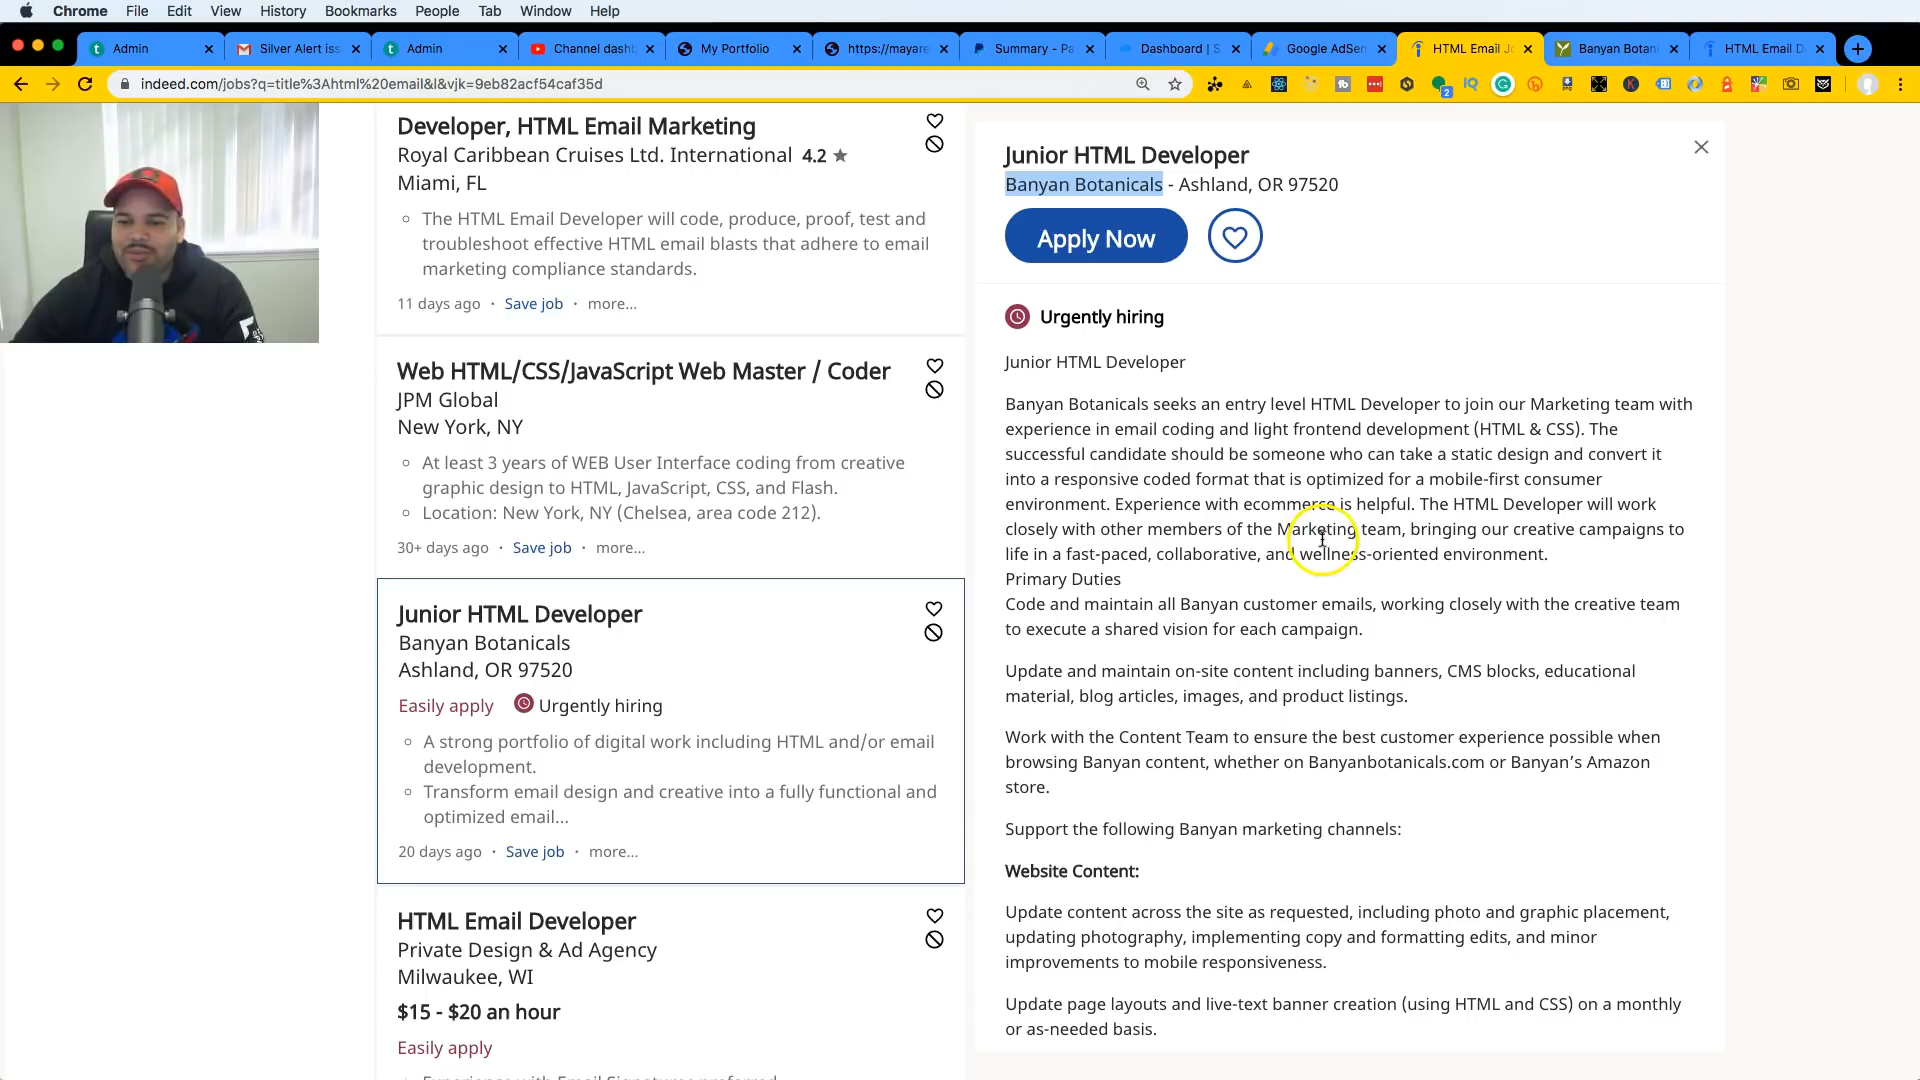 Chrome File Edit View History Bookmarks People Tab Window Help
Admin
Silver Alert iss
Admin
Channel dashb
My Portfolio
https://mayare
Summary - Pa
Dashboard | S
Google AdSen
HTML Email Jo
Banyan Botani
HTML Email D
indeed.com/jobs?q=title%3Ahtml%20email&l&vjk=9eb82acf54caf35d
Developer, HTML Email Marketing
Royal Caribbean Cruises Ltd. International 4.2 ★
Miami, FL
The HTML Email Developer will code, produce, proof, test and
troubleshoot effective HTML email blasts that adhere to email
marketing compliance standards.
11 days ago · Save job · more...
Web HTML/CSS/JavaScript Web Master / Coder
JPM Global
New York, NY
At least 3 years of WEB User Interface coding from creative
graphic design to HTML, JavaScript, CSS, and Flash.
Location: New York, NY (Chelsea, area code 212).
30+ days ago · Save job · more...
Junior HTML Developer
Banyan Botanicals
Ashland, OR 97520
Easily apply Urgently hiring
A strong portfolio of digital work including HTML and/or email
development.
Transform email design and creative into a fully functional and
optimized email...
20 days ago · Save job · more...
HTML Email Developer
Private Design & Ad Agency
Milwaukee, WI
$15 - $20 an hour
Easily apply
Experience with Email Signatures preferred
Junior HTML Developer
Banyan Botanicals - Ashland, OR 97520
Apply Now
Urgently hiring
Junior HTML Developer
Banyan Botanicals seeks an entry level HTML Developer to join our Marketing team with
experience in email coding and light frontend development (HTML & CSS). The
successful candidate should be someone who can take a static design and convert it
into a responsive coded format that is optimized for a mobile-first consumer
environment. Experience with ecommerce is helpful. The HTML Developer will work
closely with other members of the Marketing team, bringing our creative campaigns to
life in a fast-paced, collaborative, and wellness-oriented environment.
Primary Duties
Code and maintain all Banyan customer emails, working closely with the creative team
to execute a shared vision for each campaign.
Update and maintain on-site content including banners, CMS blocks, educational
material, blog articles, images, and product listings.
Work with the Content Team to ensure the best customer experience possible when
browsing Banyan content, whether on Banyanbotanicals.com or Banyan's Amazon
store.
Support the following Banyan marketing channels:
Website Content:
Update content across the site as requested, including photo and graphic placement,
updating photography, implementing copy and formatting edits, and minor
improvements to mobile responsiveness.
Update page layouts and live-text banner creation (using HTML and CSS) on a monthly
or as-needed basis.